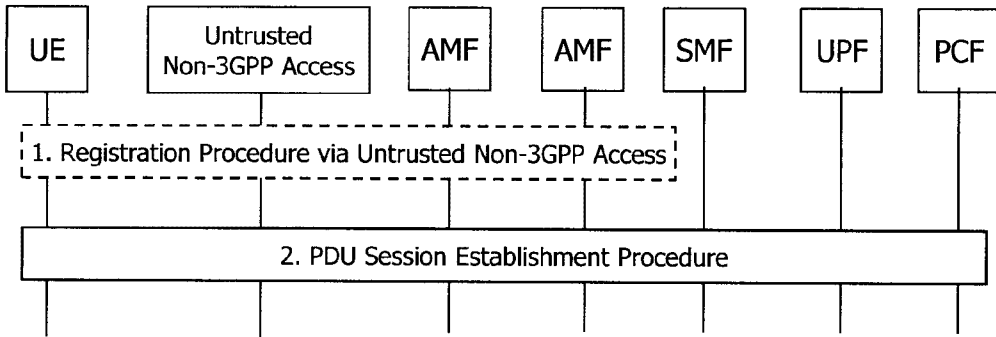 UE
Untrusted
Non-3GPP Access
AMF
AMF
SMF
UPF
PCF
1. Registration Procedure via Untrusted Non-3GPP Access
2. PDU Session Establishment Procedure